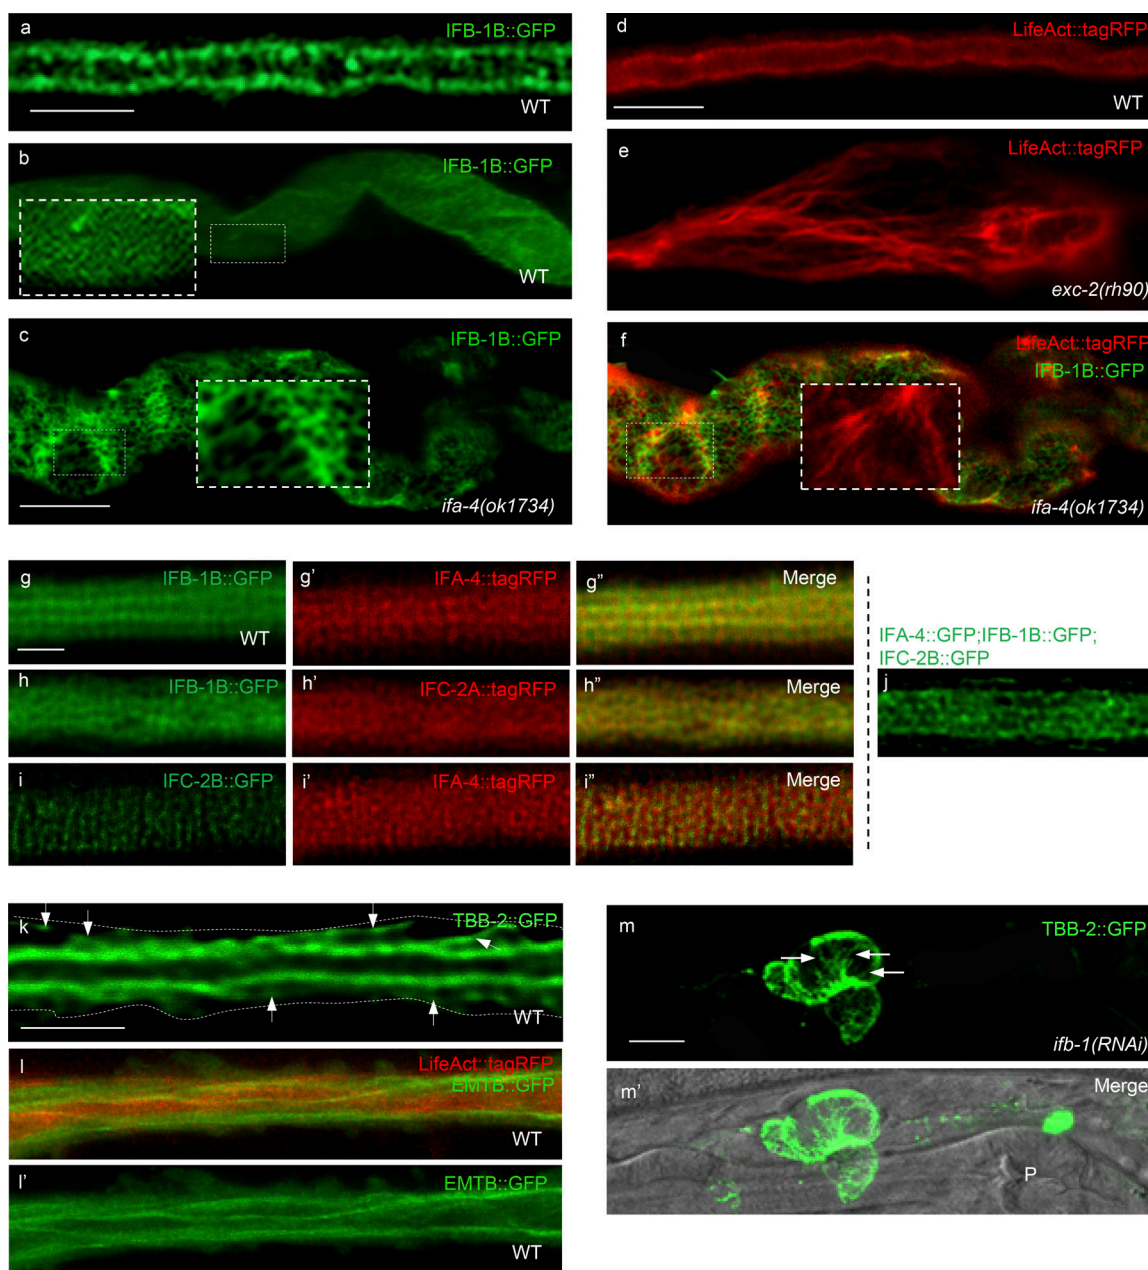 a
IFB-1B::GFP
WT
b
IFB-1B::GFP
WT
c
IFB-1B::GFP
ifa-4(ok1734)
d
LifeAct::tagRFP
WT
e
LifeAct::tagRFP
exc-2(rh90)
f
LifeAct::tagRFP
IFB-1B::GFP
ifa-4(ok1734)
g
IFB-1B::GFP
WT
g'
IFA-4::tagRFP
g”
Merge
h
IFB-1B::GFP
h'
IFC-2A::tagRFP
h”
Merge
i
IFC-2B::GFP
i'
IFA-4::tagRFP
i”
Merge
IFA-4::GFP;IFB-1B::GFP;
IFC-2B::GFP
j
k
TBB-2::GFP
WT
l
LifeAct::tagRFP
EMTB::GFP
WT
l'
EMTB::GFP
WT
m
TBB-2::GFP
ifb-1(RNAi)
m'
Merge
P